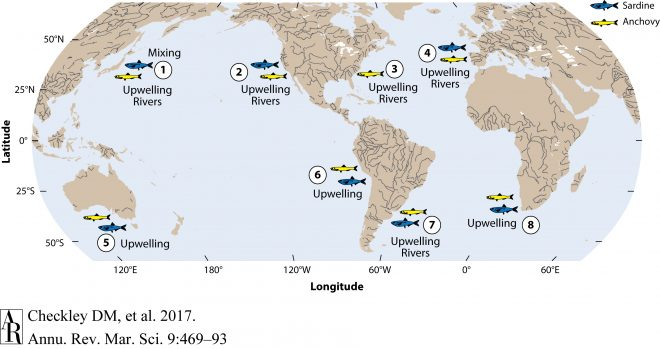 Sardine
Anchovy
50°N
25°N
0°
25°S
50°S
Latitude
Mixing
1
Upwelling
Rivers
2
Upwelling
Rivers
3
Upwelling
Rivers
4
Upwelling
Rivers
5
Upwelling
6
Upwelling
7
Upwelling
Rivers
Upwelling
8
120°E
180°W
120°W
60°W
0°
60°E
Longitude
AR
Checkley DM, et al. 2017.
Annu. Rev. Mar. Sci. 9:469–93